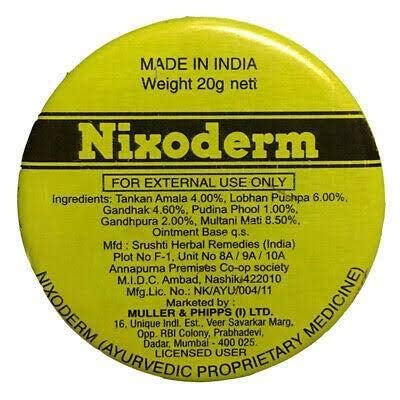 MADE IN INDIA
Weight 20g nett
Nixoderm
FOR EXTERNAL USE ONLY
Ingredients: Tankan Amala 4.00%, Lobhan Pushpa 6.00%,
Gandhak 4.60%, Pudina Phool 1.00%,
Gandhpura 2.00%, Multani Mati 8.50%,
Ointment Base q.s.
Mfd : Srushti Herbal Remedies (India)
Plot No F-1, Unit No 8A / 9A / 10A
Annapurna Premises Co-op society
M.I.D.C. Ambad, Nashik422010
Mfg.Lic. No.: NK/AYU/004/11
Marketed by :
MULLER & PHIPPS (I) LTD.
16, Unique Indl. Est., Veer Savarkar Marg,
Opp. RBI Colony, Prabhadevi,
Dadar, Mumbai - 400 025.
LICENSED USER
NIXODERM (AYURVEDIC PROPRIETARY MEDICINE)